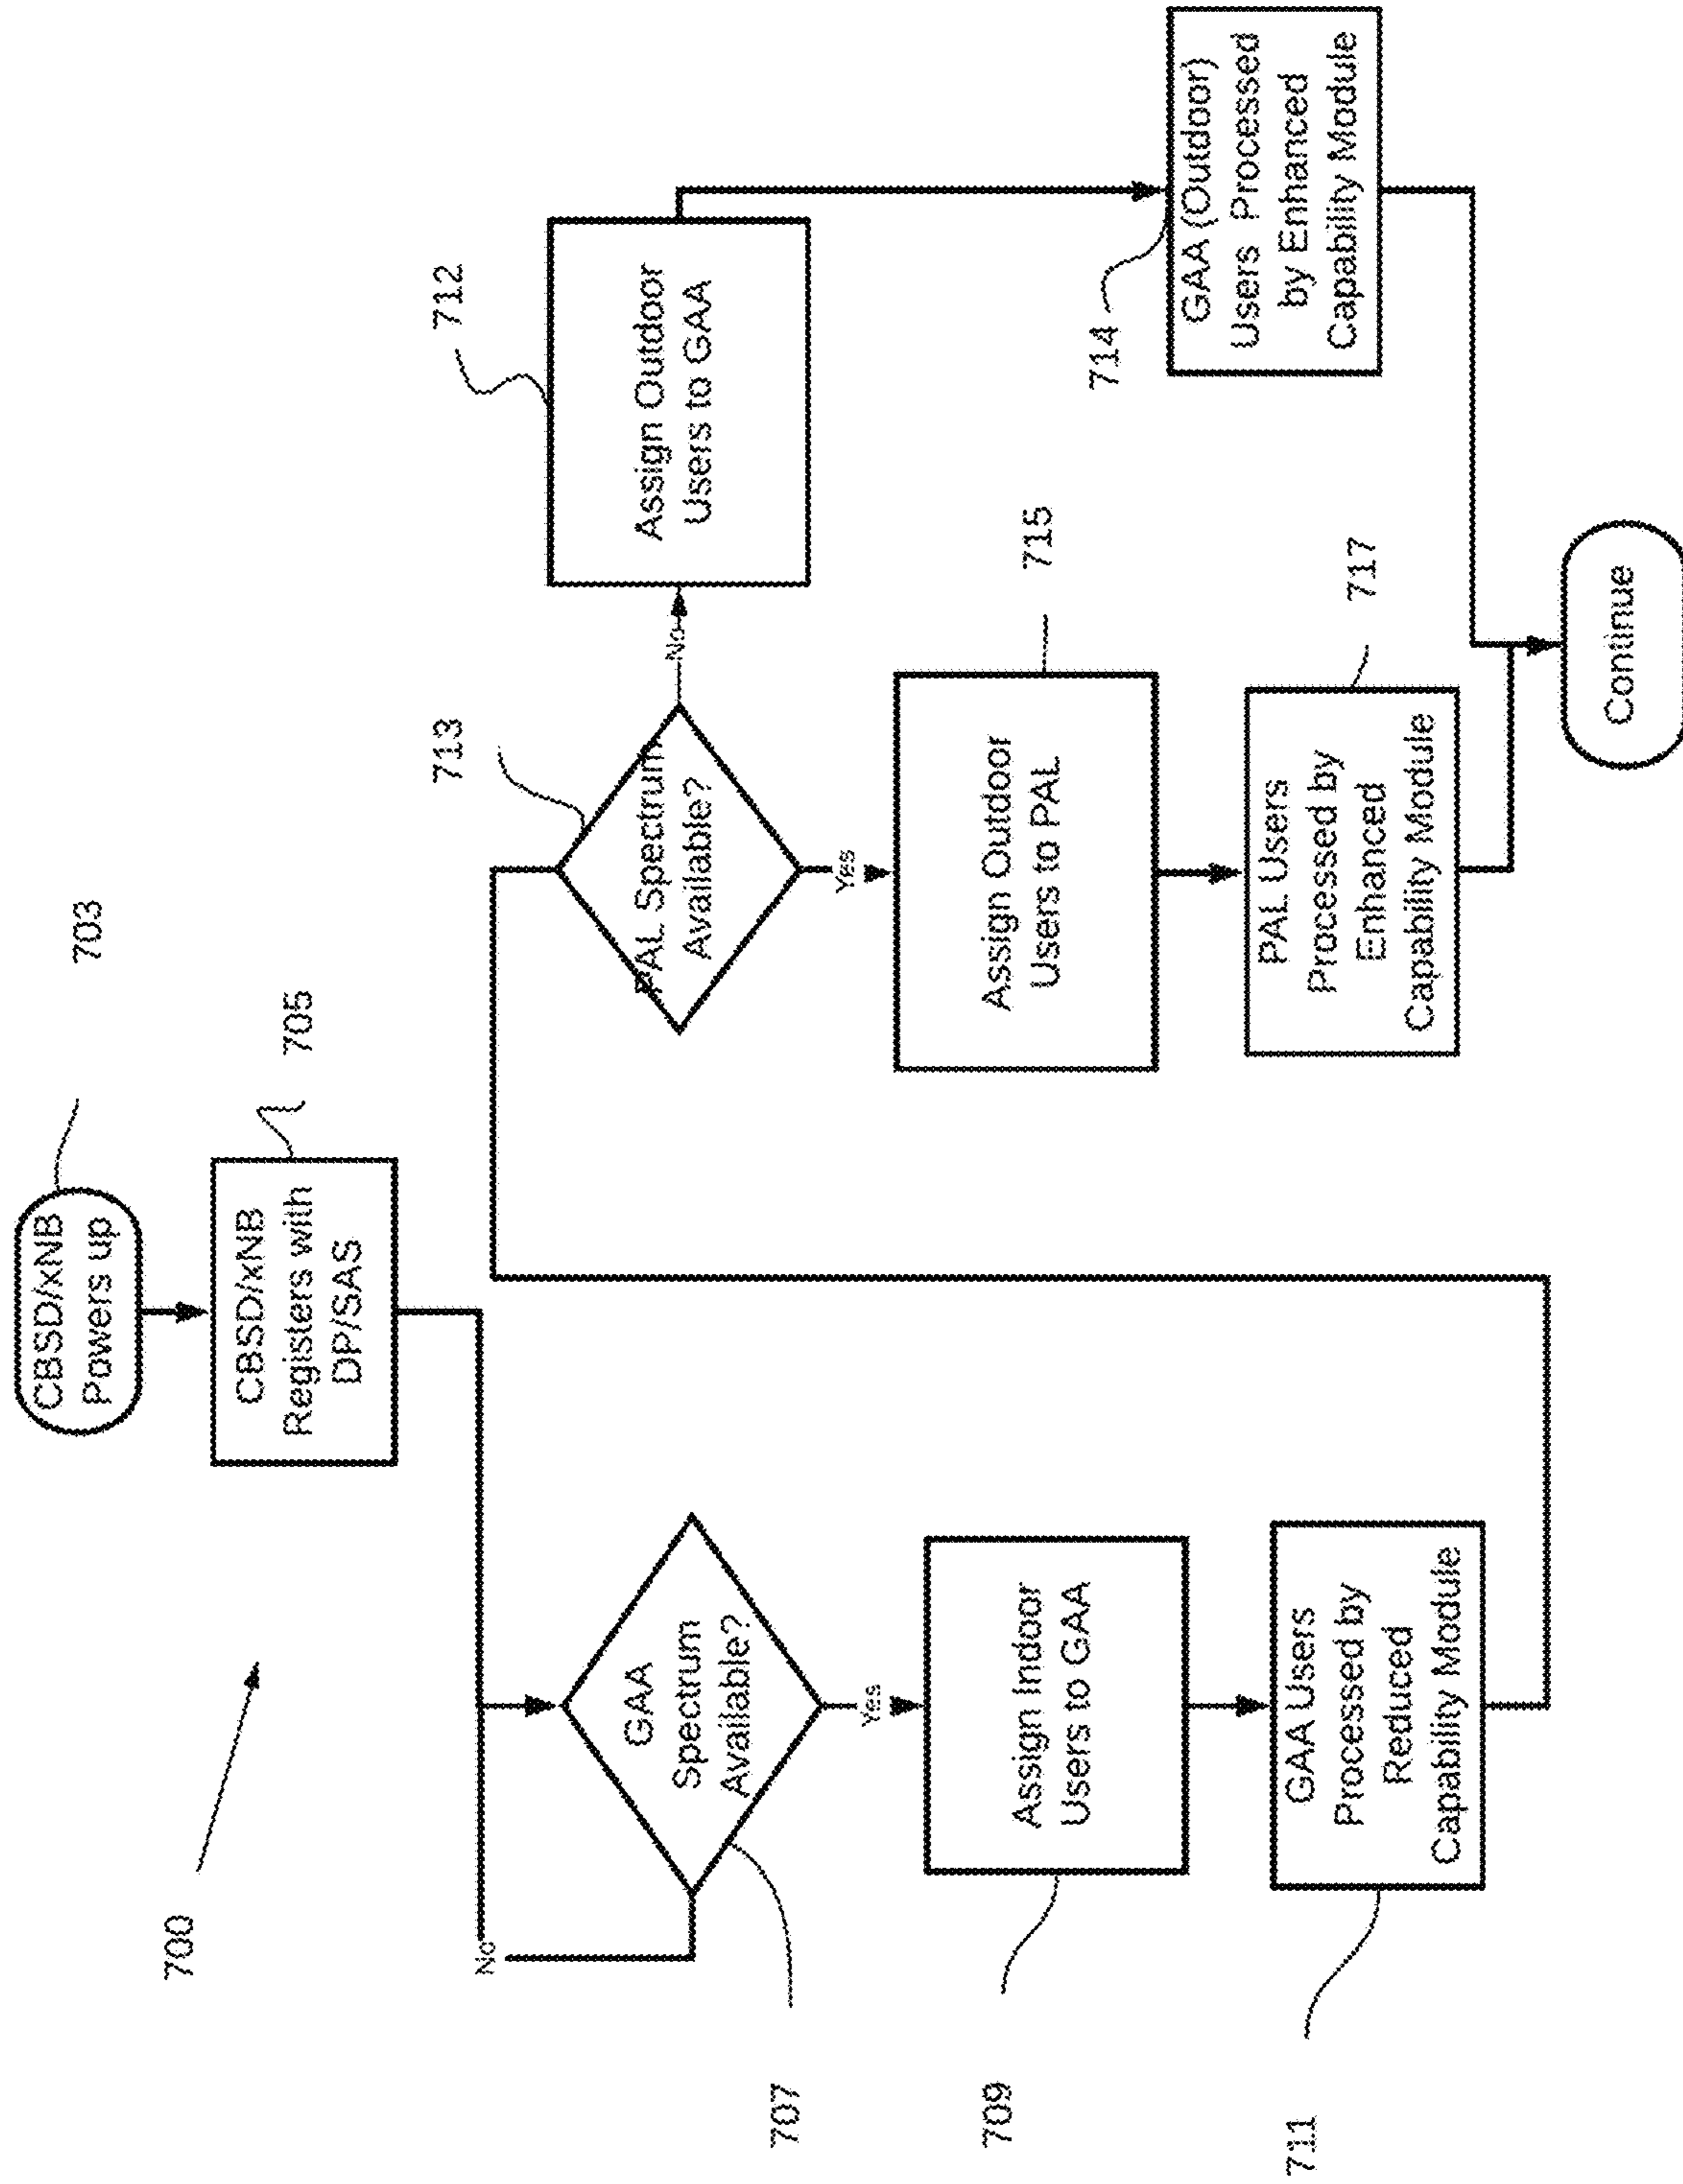 700
CBSD/xNB
Powers up
703
CBSD/xNB
Registers with
DP/SAS
705
No
GAA
Spectrum
Available?
707
Yes
Assign Indoor
Users to GAA
709
GAA Users
Processed by
Reduced
Capability Module
711
PAL Spectrum
Available?
713
No
Assign Outdoor
Users to GAA
712
Yes
Assign Outdoor
Users to PAL
715
GAA (Outdoor)
Users Processed
by Enhanced
Capability Module
714
PAL Users
Processed by
Enhanced
Capability Module
717
Continue